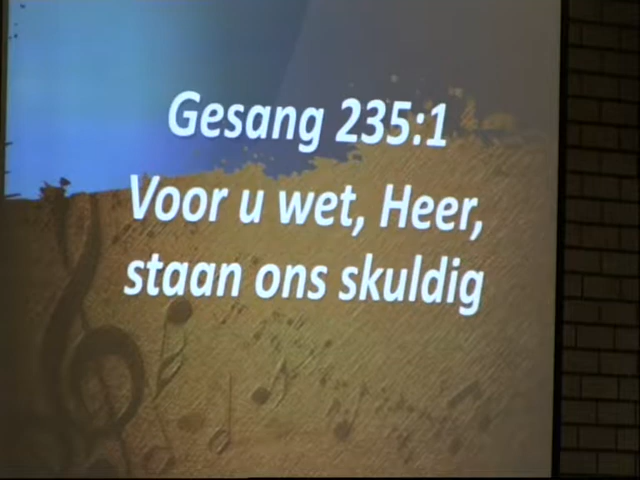 Gesang 235:1
Voor u wet, Heer,
staan ons skuldig